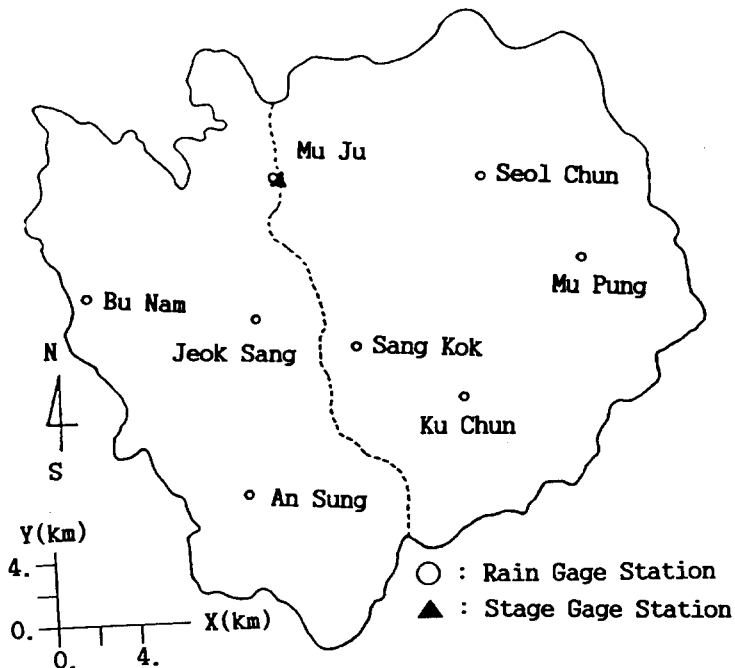 Mu Ju
Seol Chun
Mu Pung
Bu Nam
Jeok Sang
Sang Kok
N
Ku Chun
S
An Sung
Y(km)
4.
0.
X(km)
0. 4.
○ : Rain Gage Station
▲ : Stage Gage Station